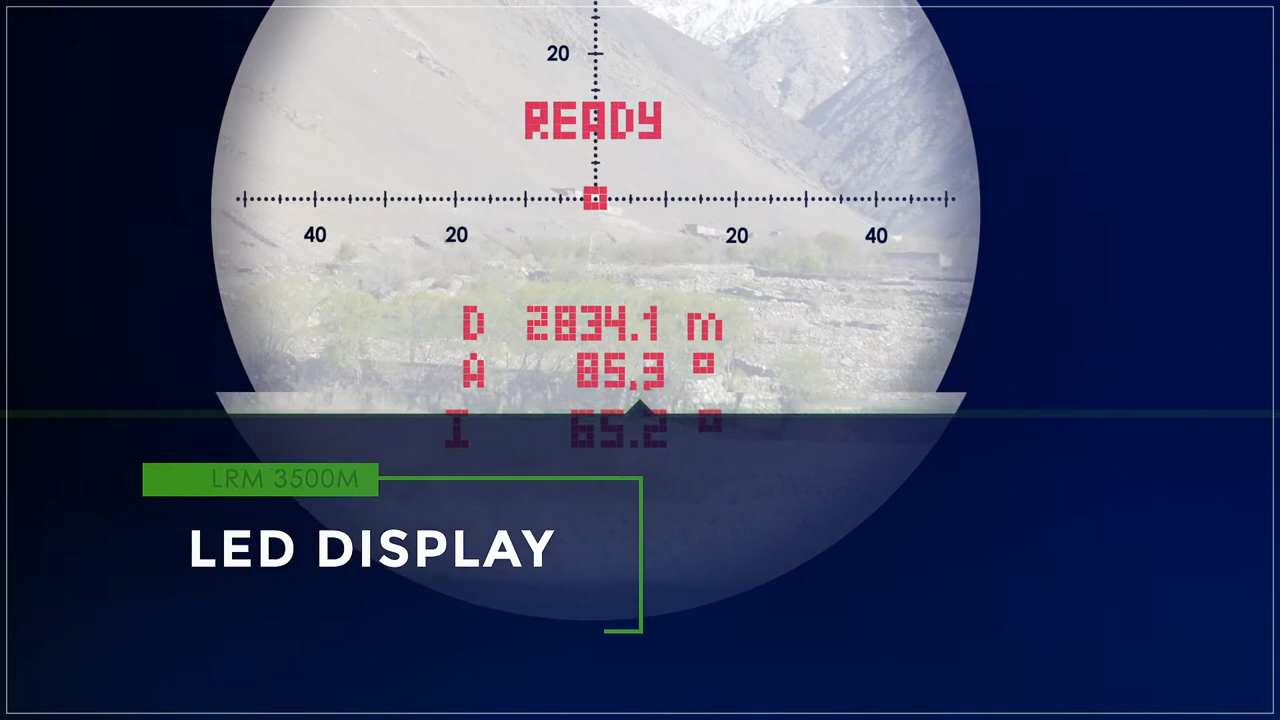 20
READY
40 20 20 40
D 2834.1 m
A 85,3 º
I 65.2 º
LRM 3500M
LED DISPLAY